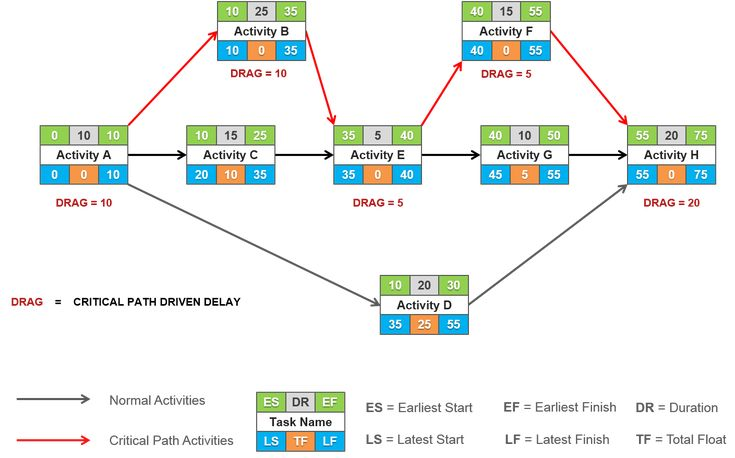 10 25 35
Activity B
10 0 35
DRAG = 10
40 15 55
Activity F
40 0 55
DRAG = 5
0 10 10
Activity A
0 0 10
DRAG = 10
10 15 25
Activity C
20 10 35
35 5 40
Activity E
35 0 40
DRAG = 5
40 10 50
Activity G
45 5 55
55 20 75
Activity H
55 0 75
DRAG = 20
10 20 30
Activity D
35 25 55
DRAG = CRITICAL PATH DRIVEN DELAY
Normal Activities
Critical Path Activities
ES DR EF
Task Name
LS TF LF
ES = Earliest Start
EF = Earliest Finish
DR = Duration
LS = Latest Start
LF = Latest Finish
TF = Total Float